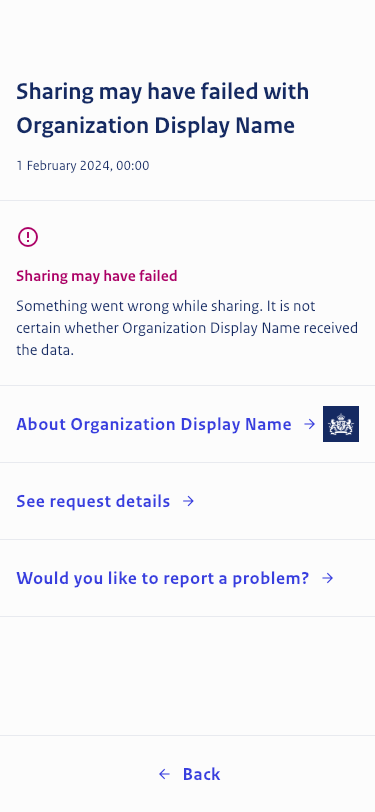 Sharing may have failed with
Organization Display Name
1 February 2024, 00:00
Sharing may have failed
Something went wrong while sharing. It is not
certain whether Organization Display Name received
the data.
About Organization Display Name
See request details
Would you like to report a problem?
Back